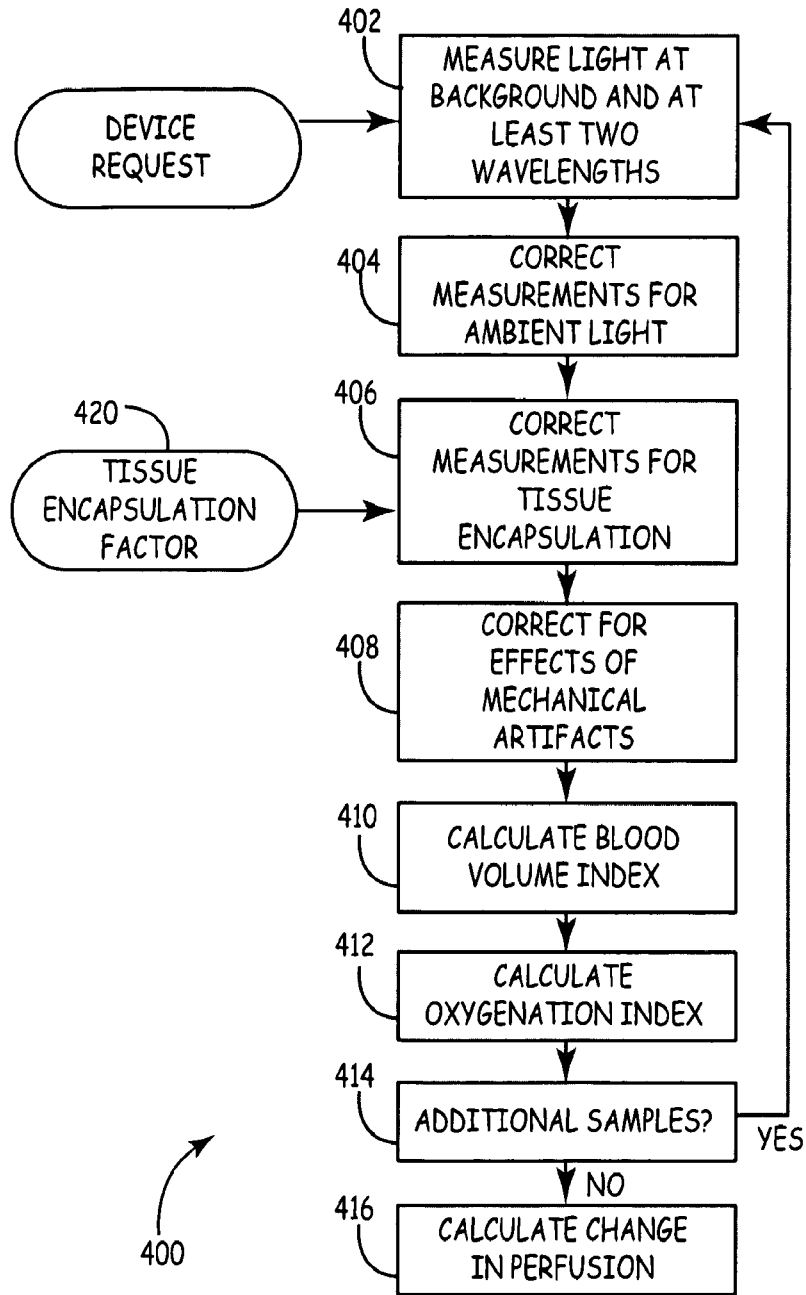 402
MEASURE LIGHT AT
BACKGROUND AND AT
LEAST TWO
WAVELENGTHS
DEVICE
REQUEST
404
CORRECT
MEASUREMENTS FOR
AMBIENT LIGHT
406
CORRECT
MEASUREMENTS FOR
TISSUE
ENCAPSULATION
420
TISSUE
ENCAPSULATION
FACTOR
408
CORRECT FOR
EFFECTS OF
MECHANICAL
ARTIFACTS
410
CALCULATE BLOOD
VOLUME INDEX
412
CALCULATE
OXYGENATION INDEX
414
ADDITIONAL SAMPLES?
YES
NO
416
CALCULATE CHANGE
IN PERFUSION
400